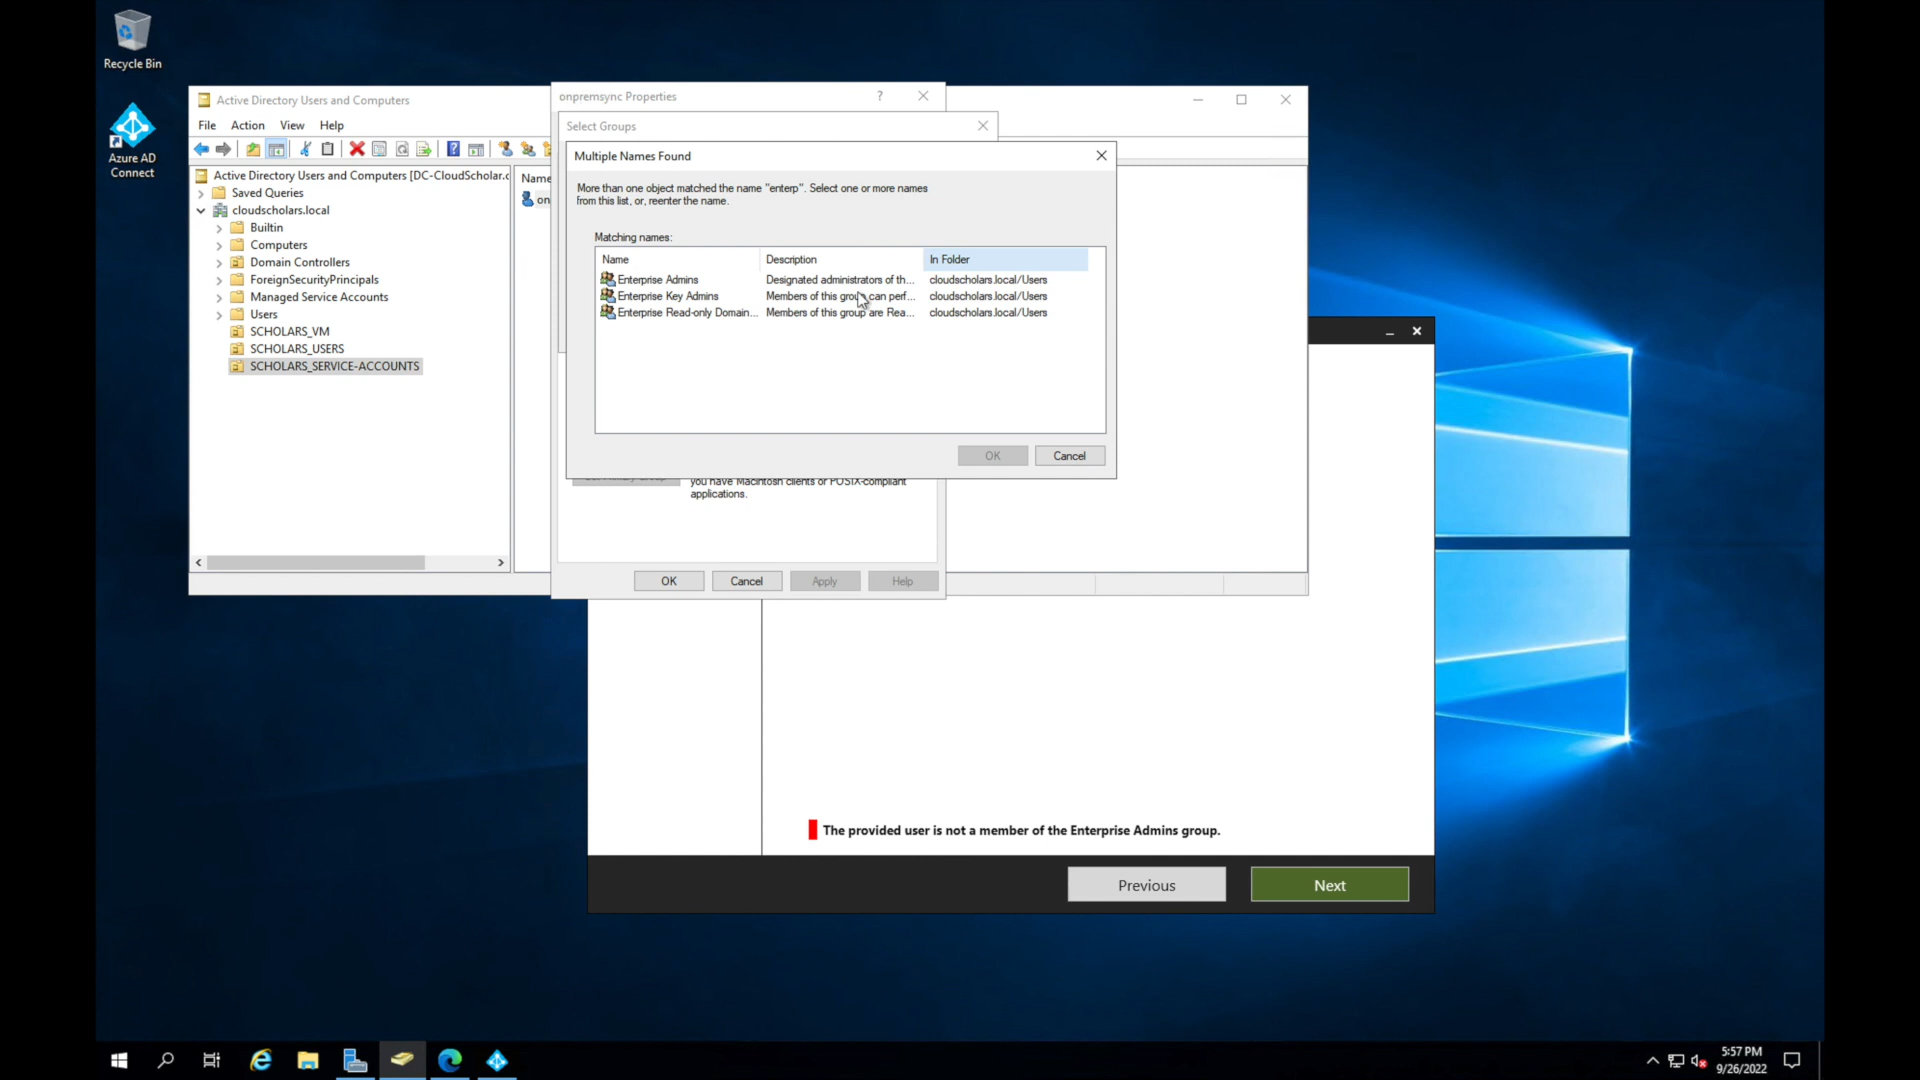 Recycle Bin
Azure AD
Connect
Active Directory Users and Computers
File Action View Help
Active Directory Users and Computers [DC-CloudScholar.c
Saved Queries
cloudscholars.local
Builtin
Computers
Domain Controllers
ForeignSecurityPrincipals
Managed Service Accounts
Users
SCHOLARS_VM
SCHOLARS_USERS
SCHOLARS_SERVICE-ACCOUNTS
Name
on
onpremsync Properties
?
Select Groups
Multiple Names Found
More than one object matched the name "enterp". Select one or more names
from this list, or, reenter the name.
Matching names:
Name Description In Folder
Enterprise Admins Designated administrators of th... cloudscholars.local/Users
Enterprise Key Admins Members of this group can perf... cloudscholars.local/Users
Enterprise Read-only Domain... Members of this group are Rea... cloudscholars.local/Users
OK Cancel
you have Macintosh clients or POSIX-compliant
applications.
OK Cancel Apply Help
The provided user is not a member of the Enterprise Admins group.
Previous Next
5:57 PM
9/26/2022